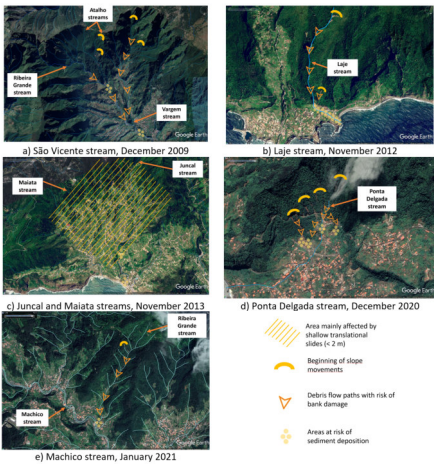 Atalho
streams
Ribeira
Grande
stream
Vargem
stream
Google Earth
a) São Vicente stream, December 2009
Laje
stream
Google Earth
b) Laje stream, November 2012
Juncal
stream
Maiata
stream
Google Earth
c) Juncal and Maiata streams, November 2013
Ponta
Delgada
stream
Google Earth
d) Ponta Delgada stream, December 2020
Ribeira
Grande
stream
Machico
stream
Google Earth
e) Machico stream, January 2021
Area mainly affected by
shallow translational
slides (< 2 m)
Beginning of slope
movements
Debris flow paths with risk of
bank damage
Areas at risk of
sediment deposition